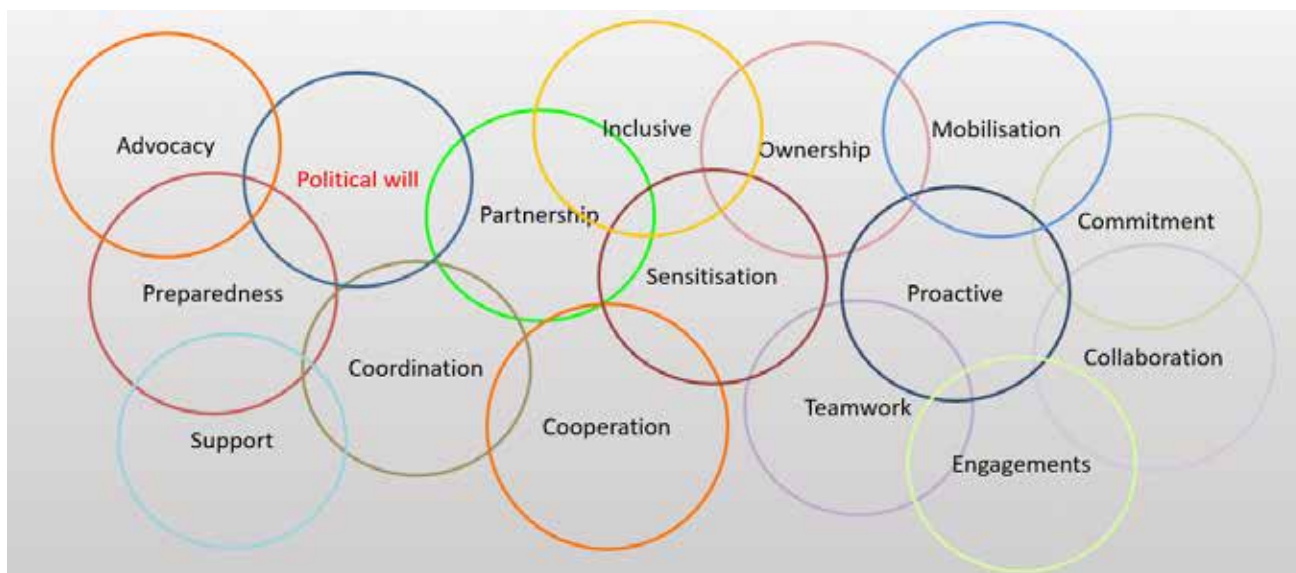 Advocacy
Political will
Partnership
Inclusive
Ownership
Mobilisation
Commitment
Preparedness
Sensitisation
Proactive
Coordination
Collaboration
Support
Cooperation
Teamwork
Engagements